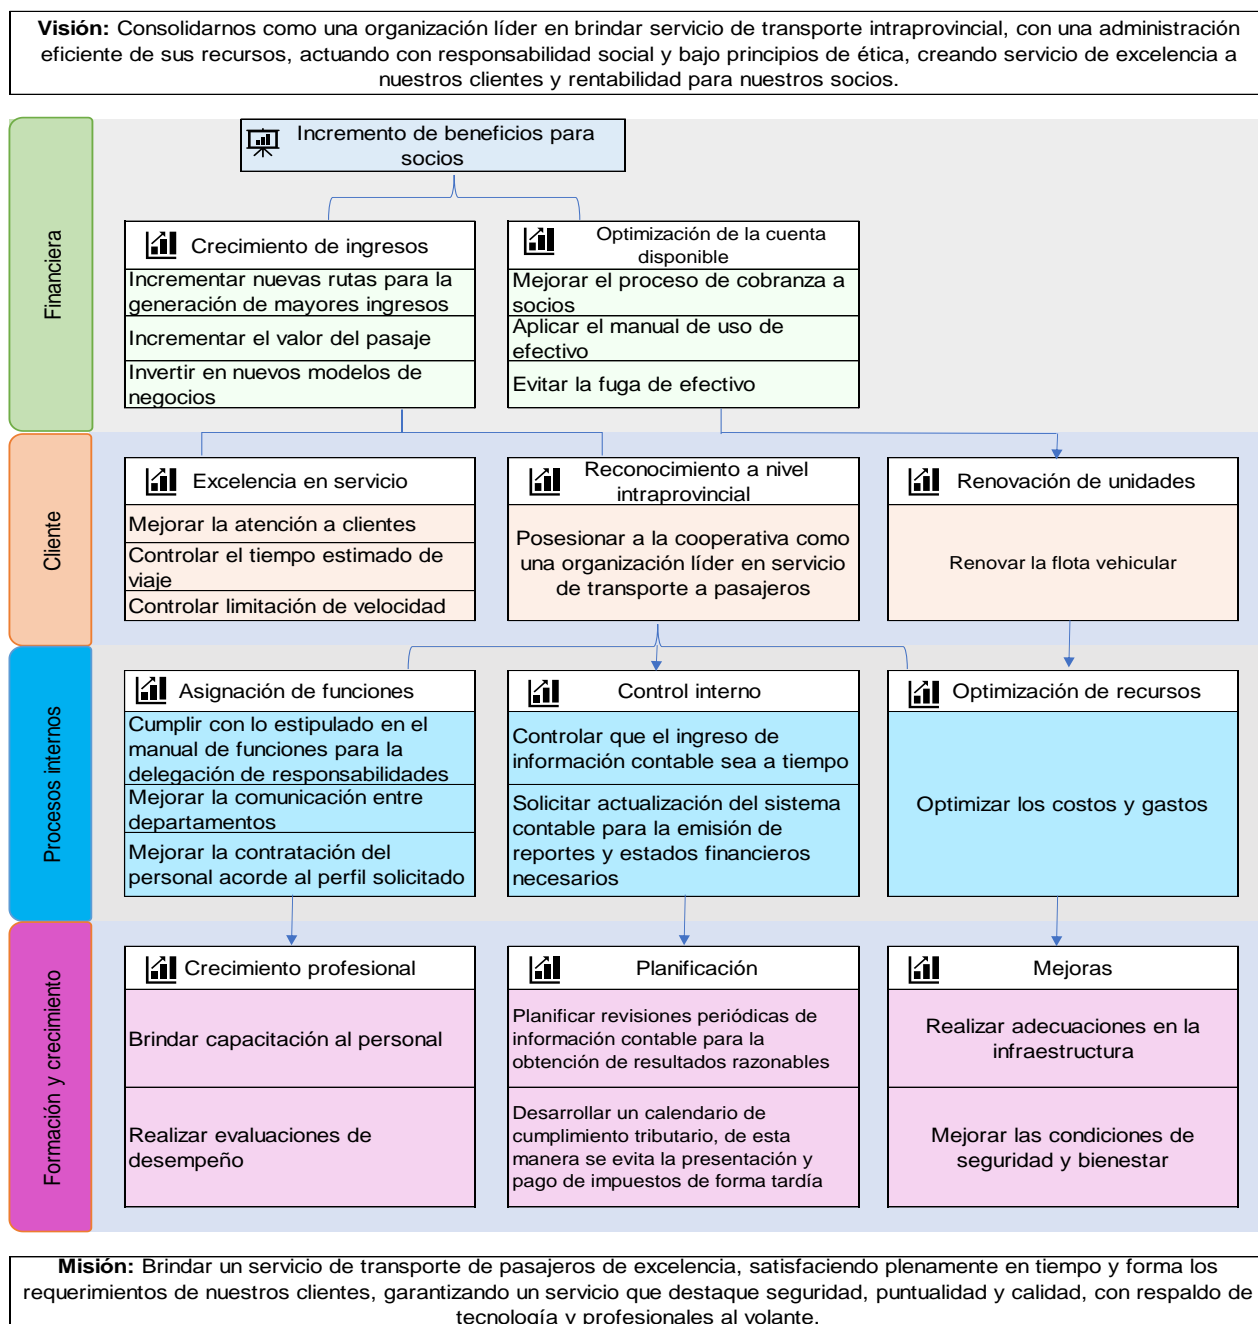 Visión: Consolidarnos como una organización líder en brindar servicio de transporte intraprovincial, con una administración
eficiente de sus recursos, actuando con responsabilidad social y bajo principios de ética, creando servicio de excelencia a
nuestros clientes y rentabilidad para nuestros socios.
Financiera
Incremento de beneficios para
socios
Crecimiento de ingresos
Incrementar nuevas rutas para la
generación de mayores ingresos
Incrementar el valor del pasaje
Invertir en nuevos modelos de
negocios
Optimización de la cuenta
disponible
Mejorar el proceso de cobranza a
socios
Aplicar el manual de uso de
efectivo
Evitar la fuga de efectivo
Cliente
Excelencia en servicio
Mejorar la atención a clientes
Controlar el tiempo estimado de
viaje
Controlar limitación de velocidad
Reconocimiento a nivel
intraprovincial
Posesionar a la cooperativa como
una organización líder en servicio
de transporte a pasajeros
Renovación de unidades
Renovar la flota vehicular
Procesos internos
Asignación de funciones
Cumplir con lo estipulado en el
manual de funciones para la
delegación de responsabilidades
Mejorar la comunicación entre
departamentos
Mejorar la contratación del
personal acorde al perfil solicitado
Control interno
Controlar que el ingreso de
información contable sea a tiempo
Solicitar actualización del sistema
contable para la emisión de
reportes y estados financieros
necesarios
Optimización de recursos
Optimizar los costos y gastos
Formación y crecimiento
Crecimiento profesional
Brindar capacitación al personal
Realizar evaluaciones de
desempeño
Planificación
Planificar revisiones periódicas de
información contable para la
obtención de resultados razonables
Desarrollar un calendario de
cumplimiento tributario, de esta
manera se evita la presentación y
pago de impuestos de forma tardía
Mejoras
Realizar adecuaciones en la
infraestructura
Mejorar las condiciones de
seguridad y bienestar
Misión: Brindar un servicio de transporte de pasajeros de excelencia, satisfaciendo plenamente en tiempo y forma los
requerimientos de nuestros clientes, garantizando un servicio que destaque seguridad, puntualidad y calidad, con respaldo de
tecnología y profesionales al volante.